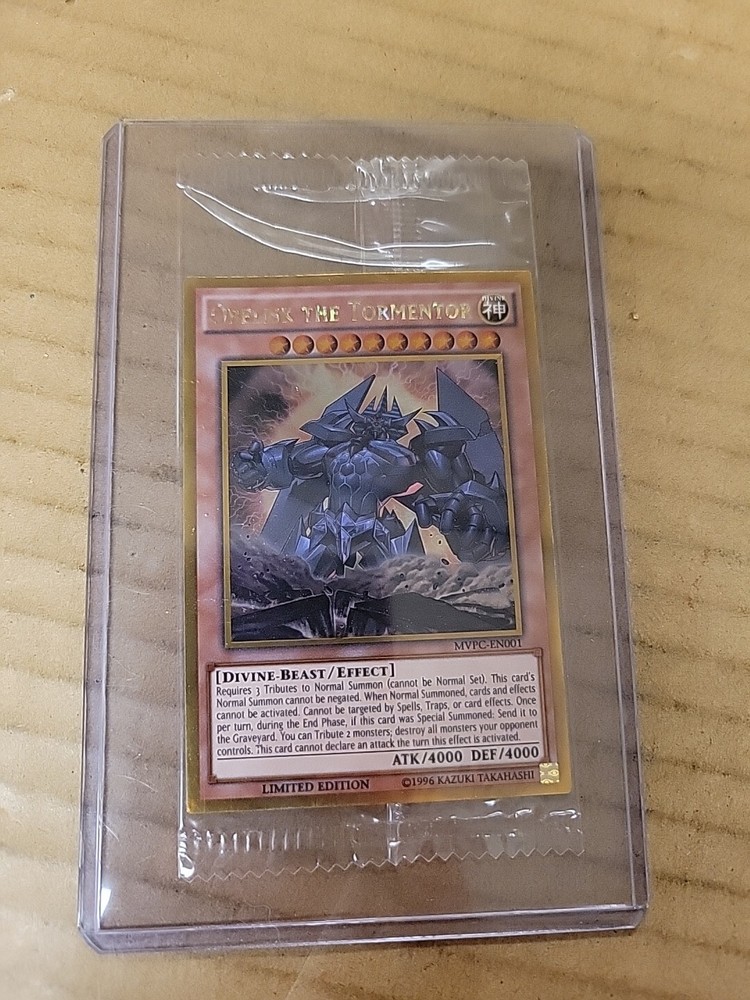 Obelisk the Tormentor
DIVINE
神
MVPC-EN001
[Divine-Beast/Effect]
Requires 3 Tributes to Normal Summon (cannot be Normal Set). This card's
Normal Summon cannot be negated. When Normal Summoned, cards and effects
cannot be activated. Cannot be targeted by Spells, Traps, or card effects. Once
per turn, during the End Phase, if this card was Special Summoned: Send it to
the Graveyard. You can Tribute 2 monsters; destroy all monsters your opponent
controls. This card cannot declare an attack the turn this effect is activated.
ATK/4000 DEF/4000
LIMITED EDITION
©1996 KAZUKI TAKAHASHI